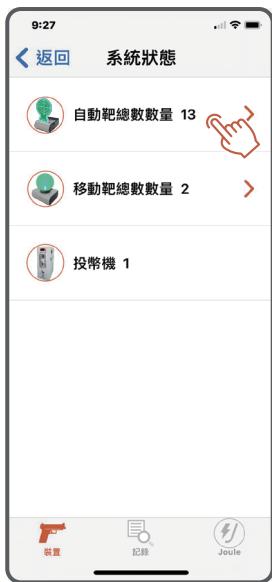 9:27
返回 系統狀態
自動靶總數數量 13
移動靶總數數量 2
投幣機 1
裝置 記錄 Joule